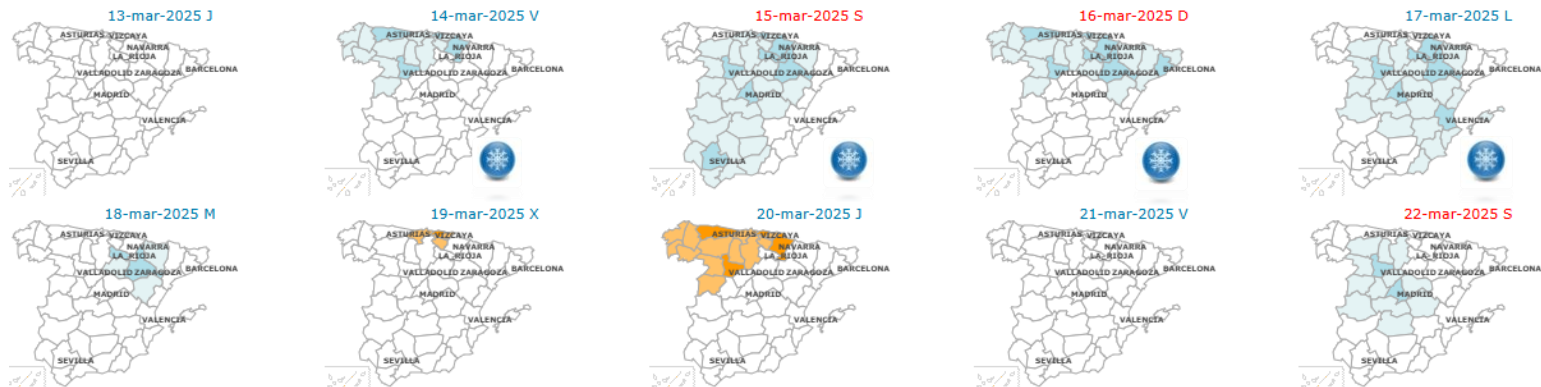 13-mar-2025 J
ASTURIAS VIZCAYA
NAVARRA
LA_RIOJA
VALLADOLID ZARAGOZA BARCELONA
MADRID
VALENCIA
SEVILLA
14-mar-2025 V
ASTURIAS VIZCAYA
NAVARRA
LA_RIOJA
VALLADOLID ZARAGOZA BARCELONA
MADRID
VALENCIA
SEVILLA
15-mar-2025 S
ASTURIAS VIZCAYA
NAVARRA
LA_RIOJA
VALLADOLID ZARAGOZA BARCELONA
MADRID
VALENCIA
SEVILLA
16-mar-2025 D
ASTURIAS VIZCAYA
NAVARRA
LA_RIOJA
VALLADOLID ZARAGOZA BARCELONA
MADRID
VALENCIA
SEVILLA
17-mar-2025 L
ASTURIAS VIZCAYA
NAVARRA
LA_RIOJA
VALLADOLID ZARAGOZA BARCELONA
MADRID
VALENCIA
SEVILLA
18-mar-2025 M
ASTURIAS VIZCAYA
NAVARRA
LA_RIOJA
VALLADOLID ZARAGOZA BARCELONA
MADRID
VALENCIA
SEVILLA
19-mar-2025 X
ASTURIAS VIZCAYA
NAVARRA
LA_RIOJA
VALLADOLID ZARAGOZA BARCELONA
MADRID
VALENCIA
SEVILLA
20-mar-2025 J
ASTURIAS VIZCAYA
NAVARRA
LA_RIOJA
VALLADOLID ZARAGOZA BARCELONA
MADRID
VALENCIA
SEVILLA
21-mar-2025 V
ASTURIAS VIZCAYA
NAVARRA
LA_RIOJA
VALLADOLID ZARAGOZA BARCELONA
MADRID
VALENCIA
SEVILLA
22-mar-2025 S
ASTURIAS VIZCAYA
NAVARRA
LA_RIOJA
VALLADOLID ZARAGOZA BARCELONA
MADRID
VALENCIA
SEVILLA